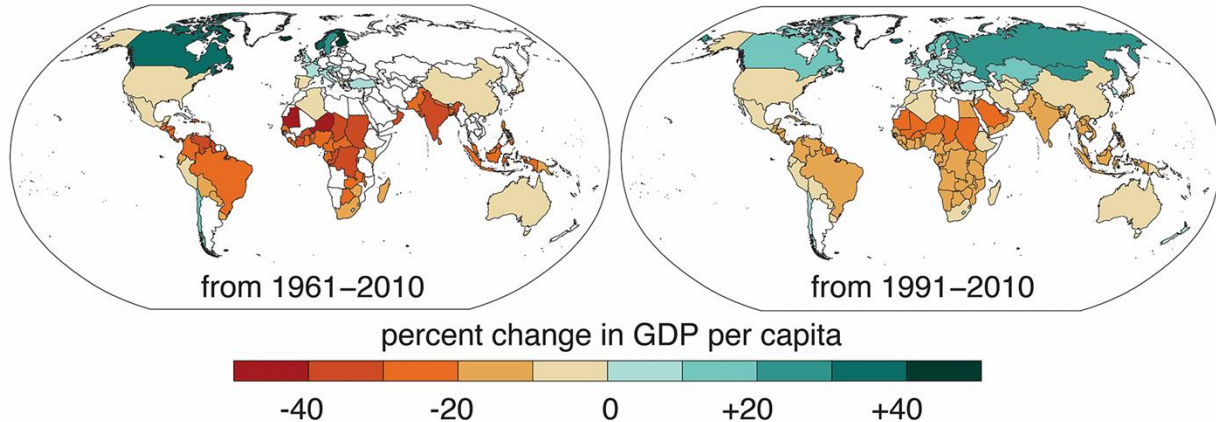 from 1961–2010
from 1991–2010
percent change in GDP per capita
-40 -20 0 +20 +40